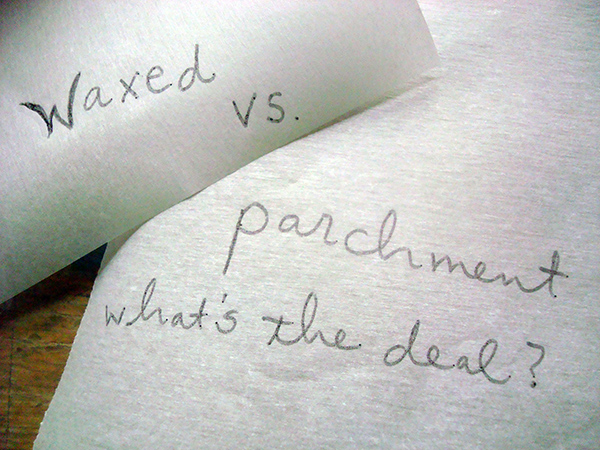 Waxed
vs.
parchment
what's the deal?